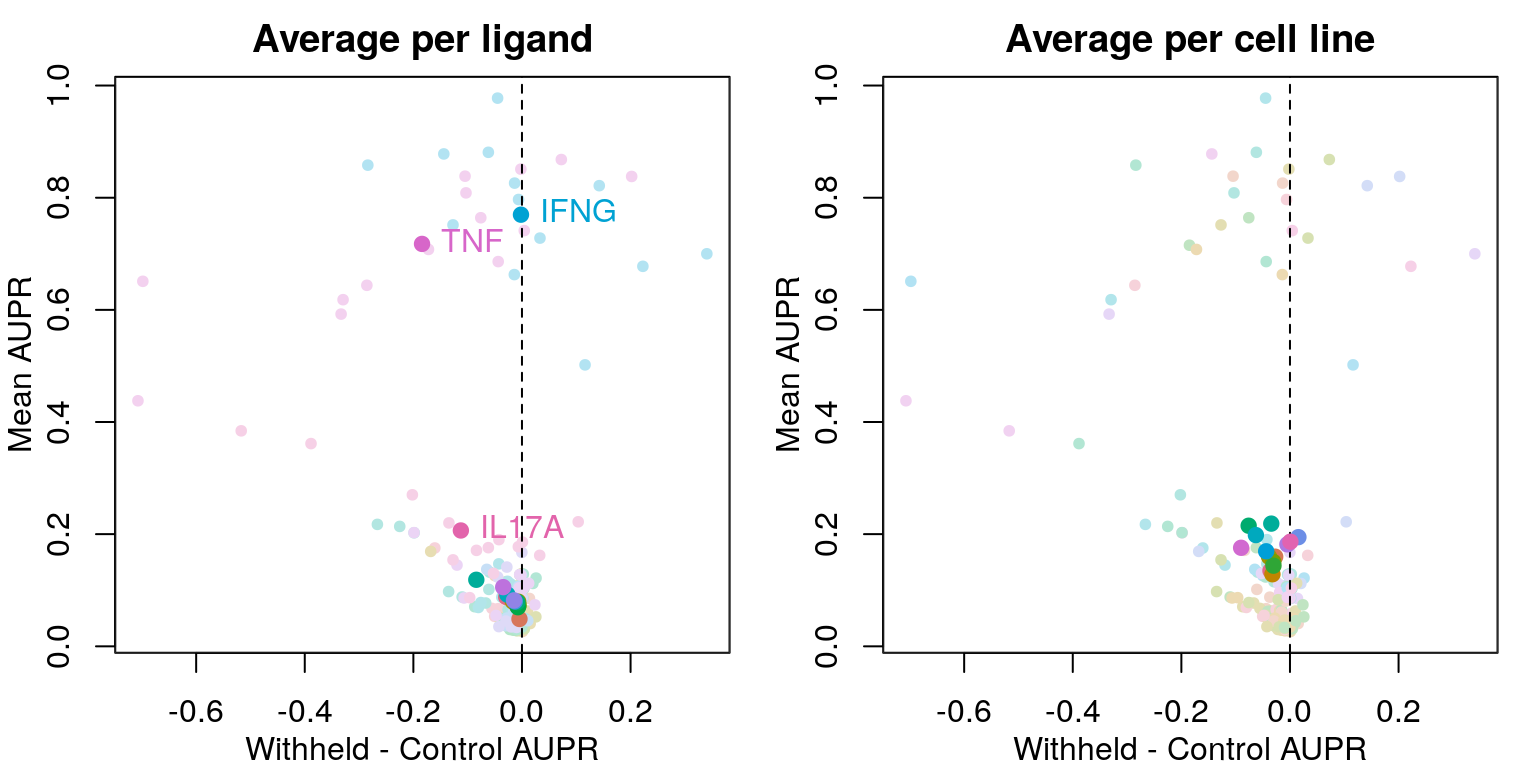 Average per ligand
Mean AUPR
1.0
0.8
0.6
0.4
0.2
0.0
IFNG
TNF
IL17A
-0.6 -0.4 -0.2 0.0 0.2
Withheld - Control AUPR
Average per cell line
Mean AUPR
1.0
0.8
0.6
0.4
0.2
0.0
-0.6 -0.4 -0.2 0.0 0.2
Withheld - Control AUPR